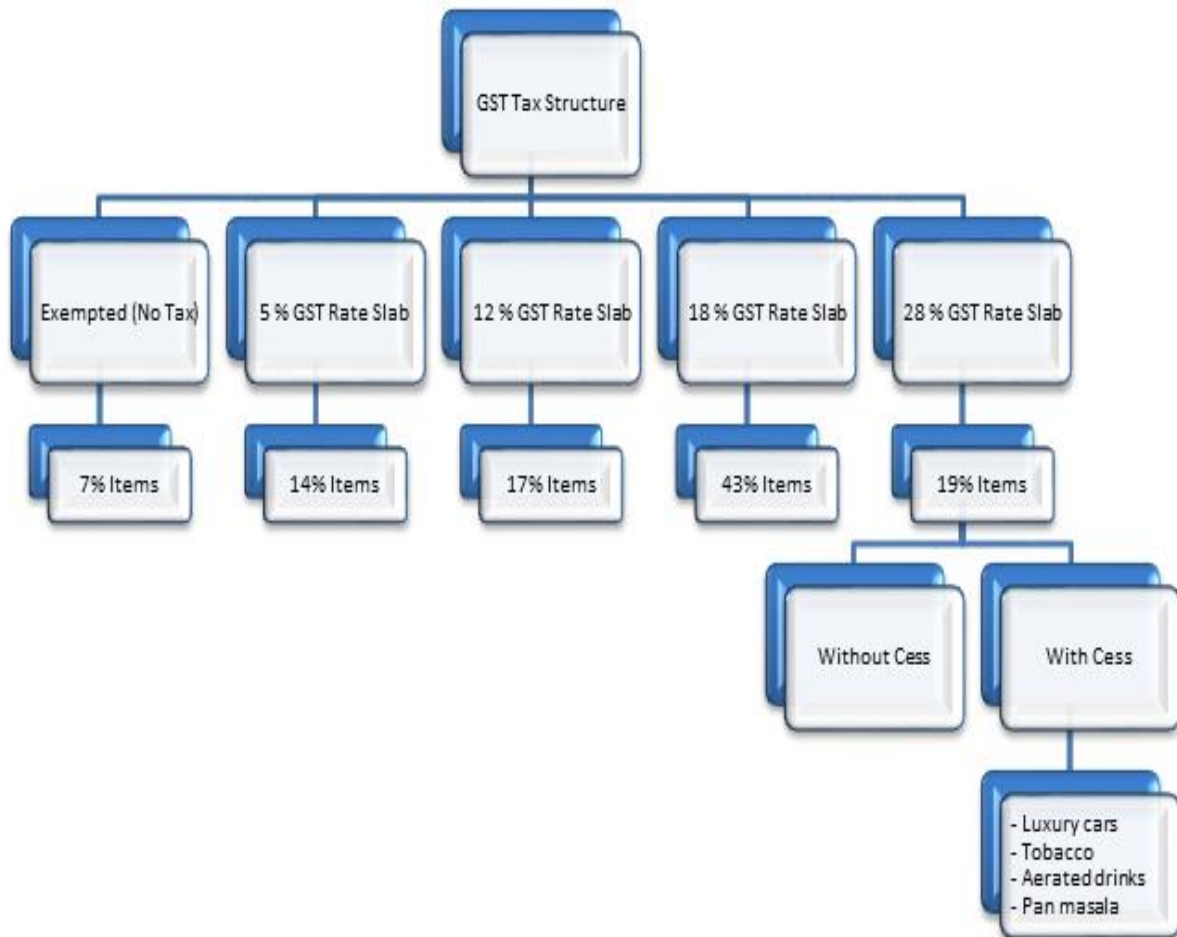 GST Tax Structure
Exempted (No Tax)
5 % GST Rate Slab
12 % GST Rate Slab
18 % GST Rate Slab
28 % GST Rate Slab
7% Items
14% Items
17% Items
43% Items
19% Items
Without Cess
With Cess
- Luxury cars
- Tobacco
- Aerated drinks
- Pan masala